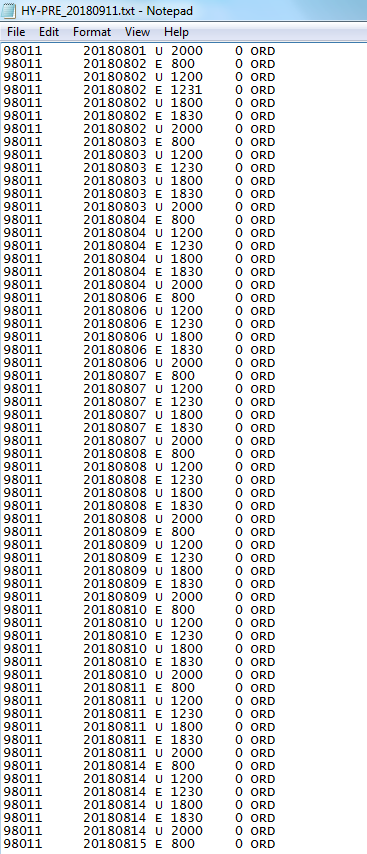 HY-PRE_20180911.txt - Notepad
File Edit Format View Help
98011 20180801 U 2000 0 ORD
98011 20180802 E 800 0 ORD
98011 20180802 U 1200 0 ORD
98011 20180802 E 1231 0 ORD
98011 20180802 U 1800 0 ORD
98011 20180802 E 1830 0 ORD
98011 20180802 U 2000 0 ORD
98011 20180803 E 800 0 ORD
98011 20180803 U 1200 0 ORD
98011 20180803 E 1230 0 ORD
98011 20180803 U 1800 0 ORD
98011 20180803 E 1830 0 ORD
98011 20180803 U 2000 0 ORD
98011 20180804 E 800 0 ORD
98011 20180804 U 1200 0 ORD
98011 20180804 E 1230 0 ORD
98011 20180804 U 1800 0 ORD
98011 20180804 E 1830 0 ORD
98011 20180804 U 2000 0 ORD
98011 20180806 E 800 0 ORD
98011 20180806 U 1200 0 ORD
98011 20180806 E 1230 0 ORD
98011 20180806 U 1800 0 ORD
98011 20180806 E 1830 0 ORD
98011 20180806 U 2000 0 ORD
98011 20180807 E 800 0 ORD
98011 20180807 U 1200 0 ORD
98011 20180807 E 1230 0 ORD
98011 20180807 U 1800 0 ORD
98011 20180807 E 1830 0 ORD
98011 20180807 U 2000 0 ORD
98011 20180808 E 800 0 ORD
98011 20180808 U 1200 0 ORD
98011 20180808 E 1230 0 ORD
98011 20180808 U 1800 0 ORD
98011 20180808 E 1830 0 ORD
98011 20180808 U 2000 0 ORD
98011 20180809 E 800 0 ORD
98011 20180809 U 1200 0 ORD
98011 20180809 E 1230 0 ORD
98011 20180809 U 1800 0 ORD
98011 20180809 E 1830 0 ORD
98011 20180809 U 2000 0 ORD
98011 20180810 E 800 0 ORD
98011 20180810 U 1200 0 ORD
98011 20180810 E 1230 0 ORD
98011 20180810 U 1800 0 ORD
98011 20180810 E 1830 0 ORD
98011 20180810 U 2000 0 ORD
98011 20180811 E 800 0 ORD
98011 20180811 U 1200 0 ORD
98011 20180811 E 1230 0 ORD
98011 20180811 U 1800 0 ORD
98011 20180811 E 1830 0 ORD
98011 20180811 U 2000 0 ORD
98011 20180814 E 800 0 ORD
98011 20180814 U 1200 0 ORD
98011 20180814 E 1230 0 ORD
98011 20180814 U 1800 0 ORD
98011 20180814 E 1830 0 ORD
98011 20180814 U 2000 0 ORD
98011 20180815 E 800 0 ORD